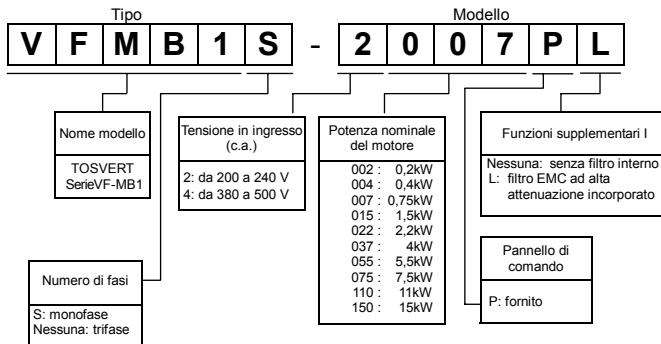 Tipo
Modello
V F M B 1 S - 2 0 0 7 P L
Nome modello
TOSVERT
SerieVF-MB1
Tensione in ingresso
(c.a.)
2: da 200 a 240 V
4: da 380 a 500 V
Potenza nominale
del motore
002 : 0,2kW
004 : 0,4kW
007 : 0,75kW
015 : 1,5kW
022 : 2,2kW
037 : 4kW
055 : 5,5kW
075 : 7,5kW
110 : 11kW
150 : 15kW
Funzioni supplementari I
Nessuna: senza filtro interno
L: filtro EMC ad alta
attenuazione incorporato
Numero di fasi
S: monofase
Nessuna: trifase
Pannello di
comando
P: fornito